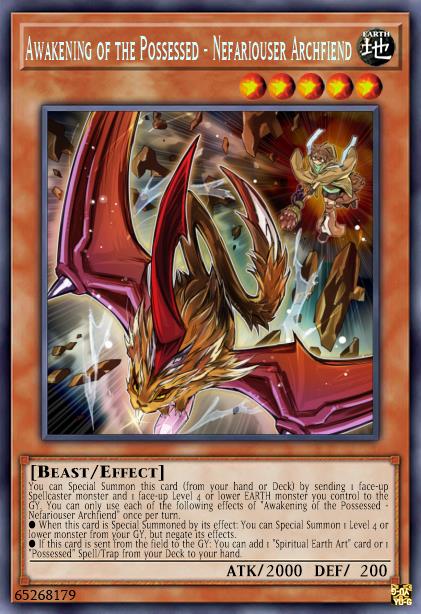 Awakening of the Possessed - Nefariouser Archfiend
EARTH
地
[Beast/Effect]
You can Special Summon this card (from your hand or Deck) by sending 1 face-up
Spellcaster monster and 1 face-up Level 4 or lower EARTH monster you control to the
GY. You can only use each of the following effects of "Awakening of the Possessed -
Nefariouser Archfiend" once per turn.
● When this card is Special Summoned by its effect: You can Special Summon 1 Level 4 or
lower monster from your GY, but negate its effects.
● If this card is sent from the field to the GY: You can add 1 "Spiritual Earth Art" card or 1
"Possessed" Spell/Trap from your Deck to your hand.
ATK/2000 DEF/ 200
65268179